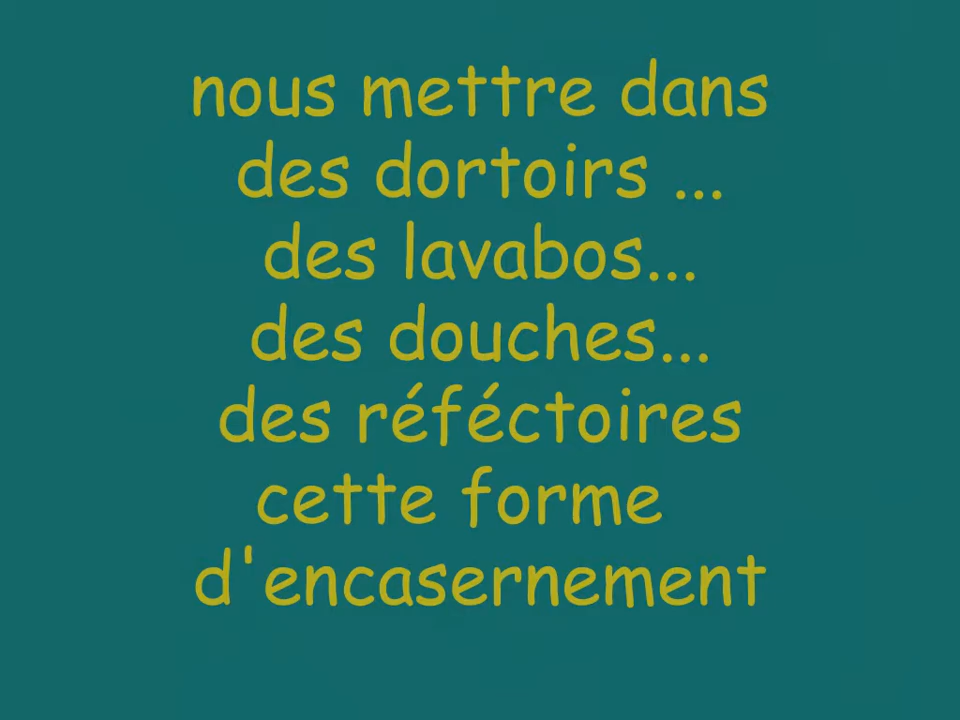 nous mettre dans
des dortoirs ...
des lavabos...
des douches...
des réféctoires
cette forme
d'encasernement